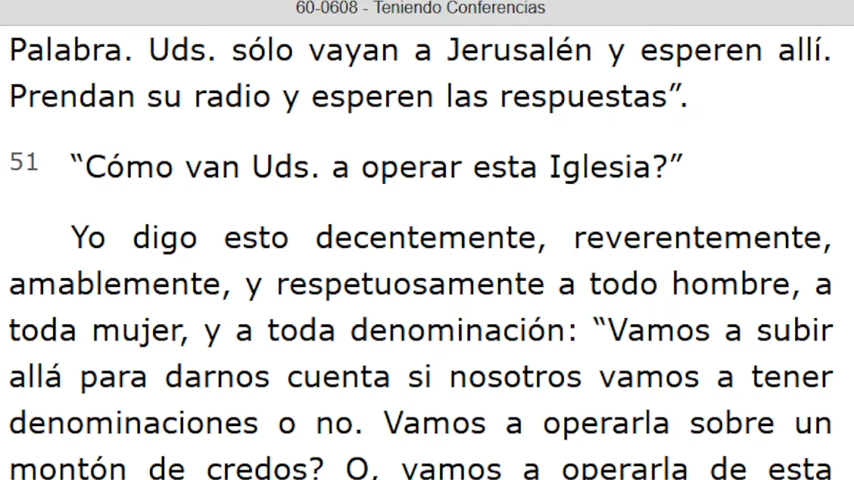 60-0608 - Teniendo Conferencias
Palabra. Uds. sólo vayan a Jerusalén y esperen allí.
Prendan su radio y esperen las respuestas”.
51 “Cómo van Uds. a operar esta Iglesia?”
Yo digo esto decentemente, reverentemente,
amablemente, y respetuosamente a todo hombre, a
toda mujer, y a toda denominación: “Vamos a subir
allá para darnos cuenta si nosotros vamos a tener
denominaciones o no. Vamos a operarla sobre un
montón de credos? O, vamos a operarla de esta